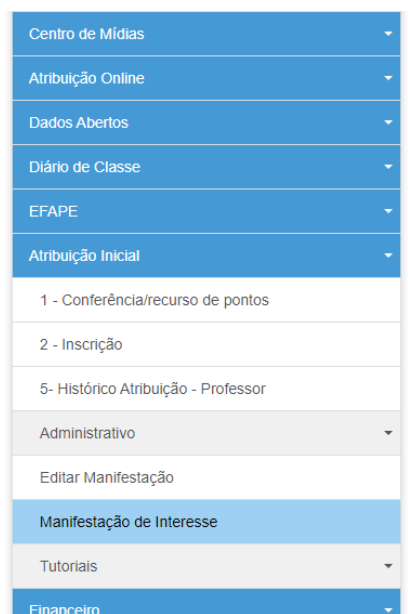 Centro de Mídias
Atribuição Online
Dados Abertos
Diário de Classe
EFAPE
Atribuição Inicial
1 - Conferência/recurso de pontos
2 - Inscrição
5- Histórico Atribuição - Professor
Administrativo
Editar Manifestação
Manifestação de Interesse
Tutoriais
Financeiro